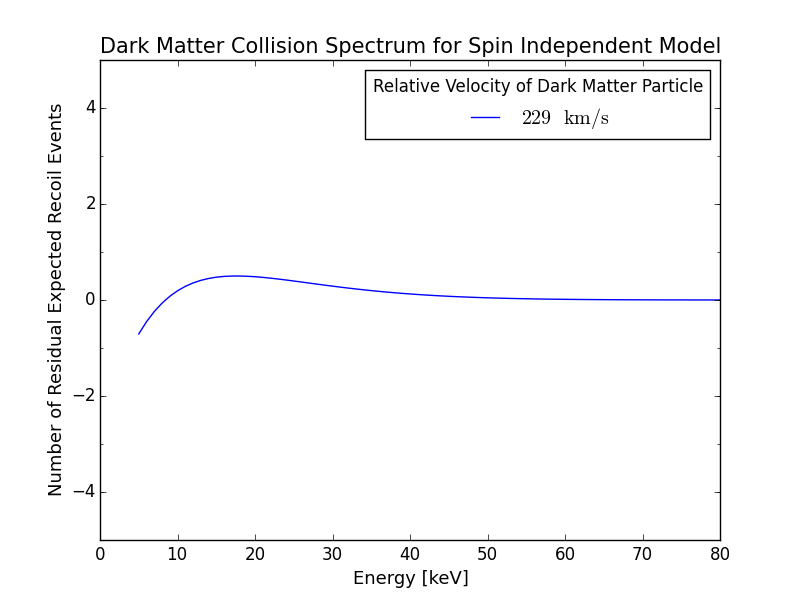 Dark Matter Collision Spectrum for Spin Independent Model
Relative Velocity of Dark Matter Particle
229 km/s
Number of Residual Expected Recoil Events
4
2
0
−2
−4
0 10 20 30 40 50 60 70 80
Energy [keV]